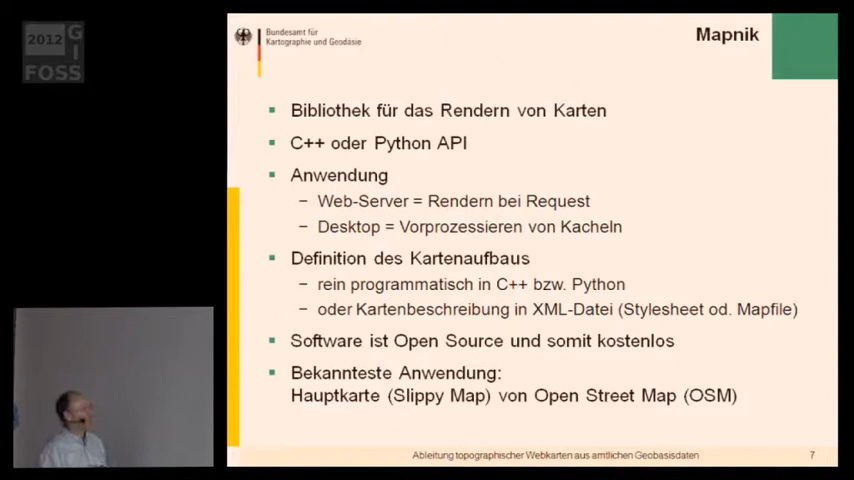 2012
GI
FOSS
Bundesamt für
Kartographie und Geodäsie
Mapnik
Bibliothek für das Rendern von Karten
C++ oder Python API
Anwendung
– Web-Server = Rendern bei Request
– Desktop = Vorprozessieren von Kacheln
Definition des Kartenaufbaus
– rein programmatisch in C++ bzw. Python
– oder Kartenbeschreibung in XML-Datei (Stylesheet od. Mapfile)
Software ist Open Source und somit kostenlos
Bekannteste Anwendung:
Hauptkarte (Slippy Map) von Open Street Map (OSM)
Ableitung topographischer Webkarten aus amtlichen Geobasisdaten
7